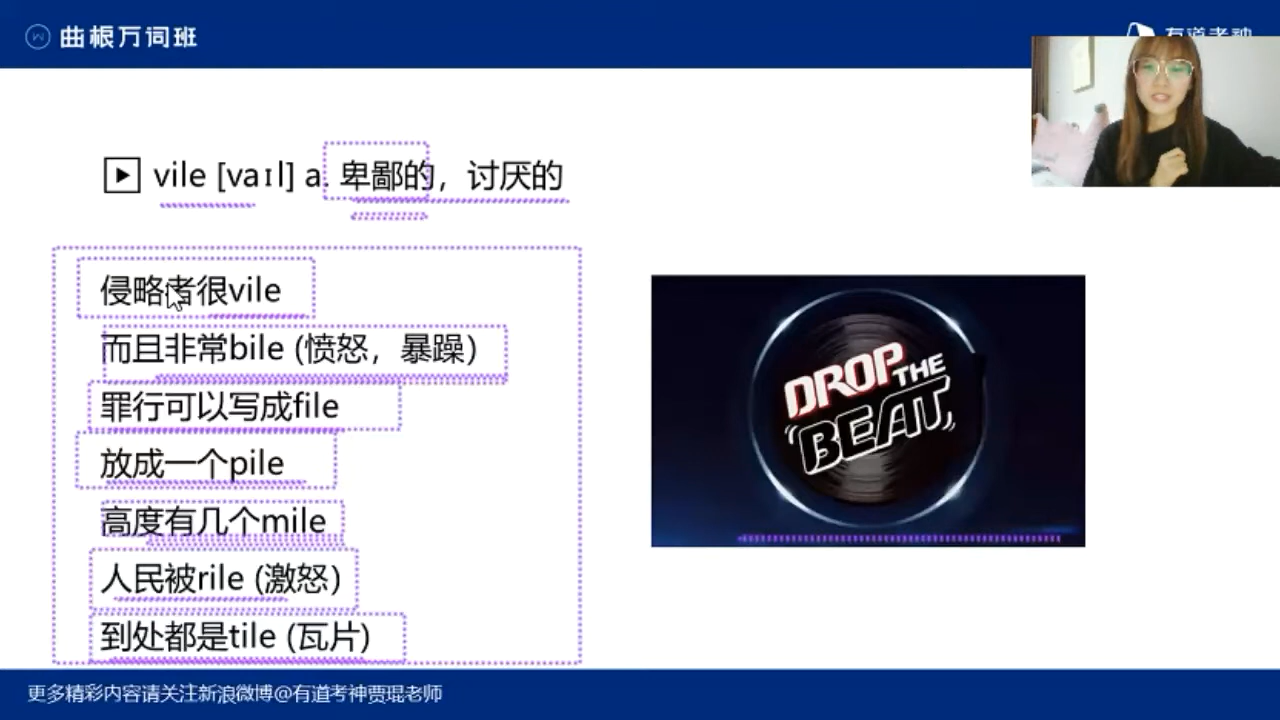 曲根万词班
有道考神
vile [vaɪl] a. 卑鄙的，讨厌的
侵略者很vile
而且非常bile (愤怒，暴躁)
罪行可以写成file
放成一个pile
高度有几个mile
人民被rile (激怒)
到处都是tile (瓦片)
DROP THE
BEAT
更多精彩内容请关注新浪微博@有道考神贾琨老师